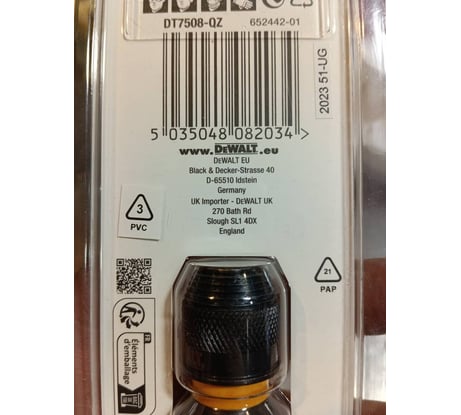 DT7508-QZ 652442-01
2023 51-UG
5 035048 082034 >
www.DEWALT.eu
DEWALT EU
Black & Decker-Strasse 40
D-65510 Idstein
Germany
UK Importer - DEWALT UK
270 Bath Rd
Slough SL1 4DX
England
3
PVC
21
PAP
FR
Éléments
d'emballage